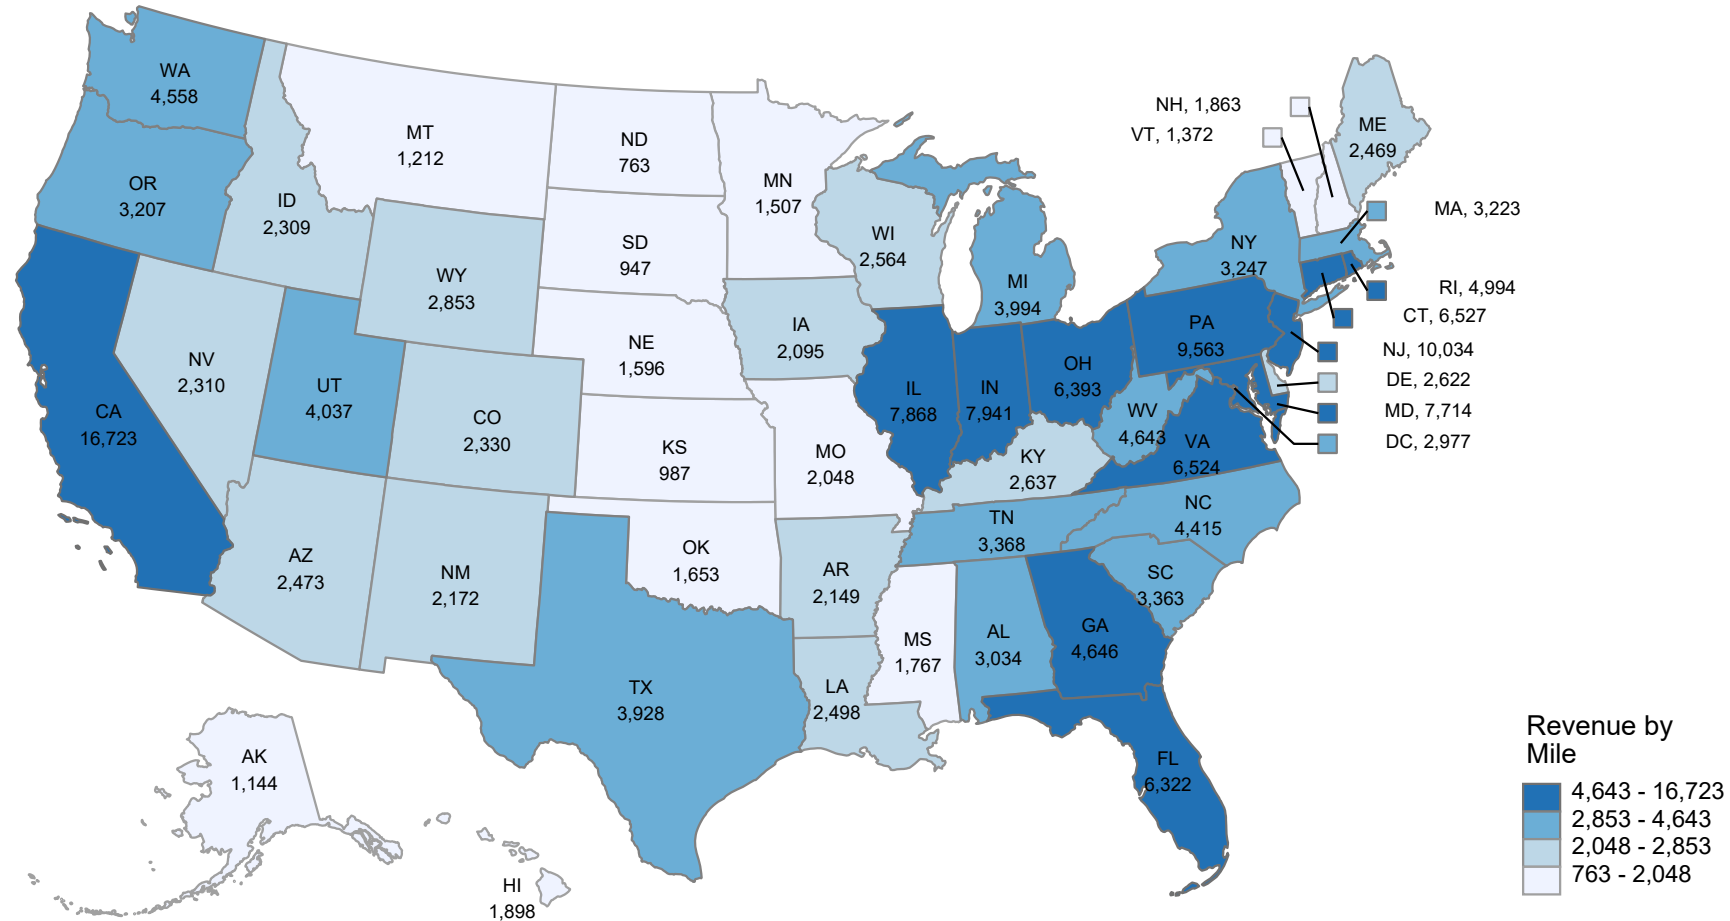 WA
4,558
OR
3,207
CA
16,723
ID
2,309
NV
2,310
MT
1,212
WY
2,853
UT
4,037
CO
2,330
AZ
2,473
NM
2,172
ND
763
SD
947
NE
1,596
KS
987
OK
1,653
TX
3,928
MN
1,507
IA
2,095
MO
2,048
AR
2,149
LA
2,498
WI
2,564
IL
7,868
MI
3,994
IN
7,941
OH
6,393
KY
2,637
TN
3,368
MS
1,767
AL
3,034
GA
4,646
FL
6,322
SC
3,363
NC
4,415
VA
6,524
WV
4,643
PA
9,563
NY
3,247
ME
2,469
NH, 1,863
VT, 1,372
MA, 3,223
RI, 4,994
CT, 6,527
NJ, 10,034
DE, 2,622
MD, 7,714
DC, 2,977
AK
1,144
HI
1,898
Revenue by
Mile
4,643 - 16,723
2,853 - 4,643
2,048 - 2,853
763 - 2,048